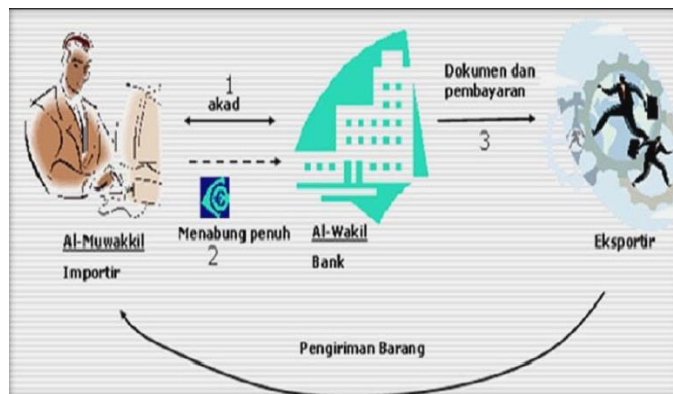 1
akad
Dokumen dan
pembayaran
3
Menabung penuh
2
Al-Muwakkil
Importir
Al-Wakil
Bank
Eksportir
Pengiriman Barang